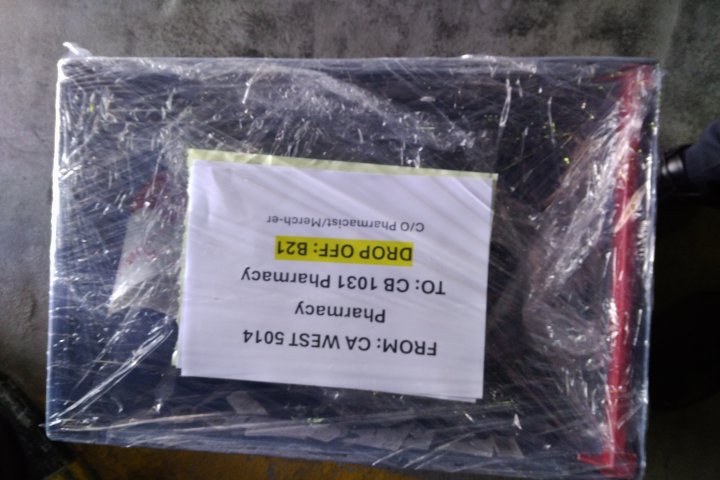 FROM: CA WEST 5014
Pharmacy
TO: CB 1031 Pharmacy
DROP OFF: B21
C/O Pharmacist/Merch-er